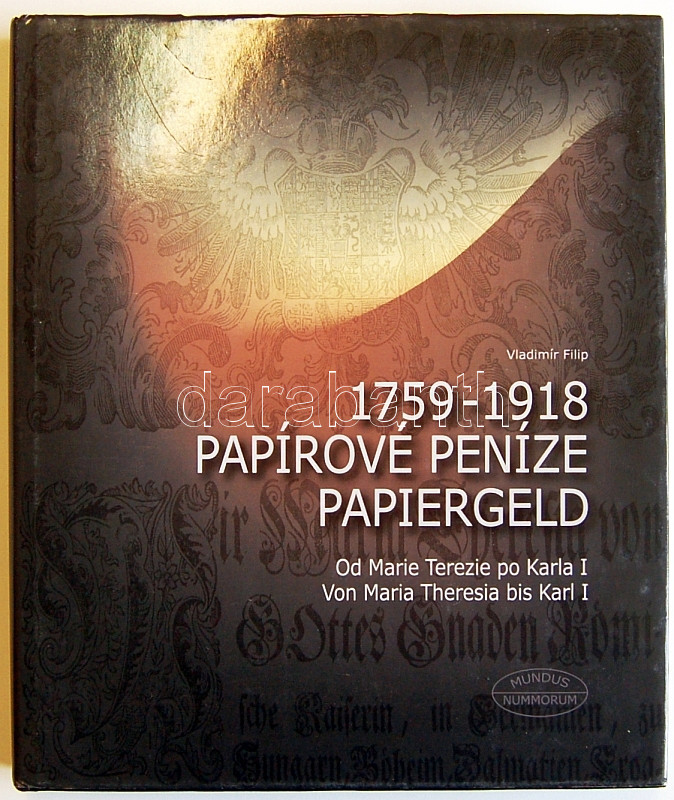 Vladimír Filip
darabanth
1759-1918
PAPÍROVÉ PENÍZE
PAPIERGELD
Od Marie Terezie po Karla I
Von Maria Theresia bis Karl I
Wir Maria Theresia von
G.Ottes Gnaden Römi-
sche Kaiserin, in Germanien, zu
Hungarn, Böheim, Dalmatien, Croa-
MUNDUS
NUMMORUM